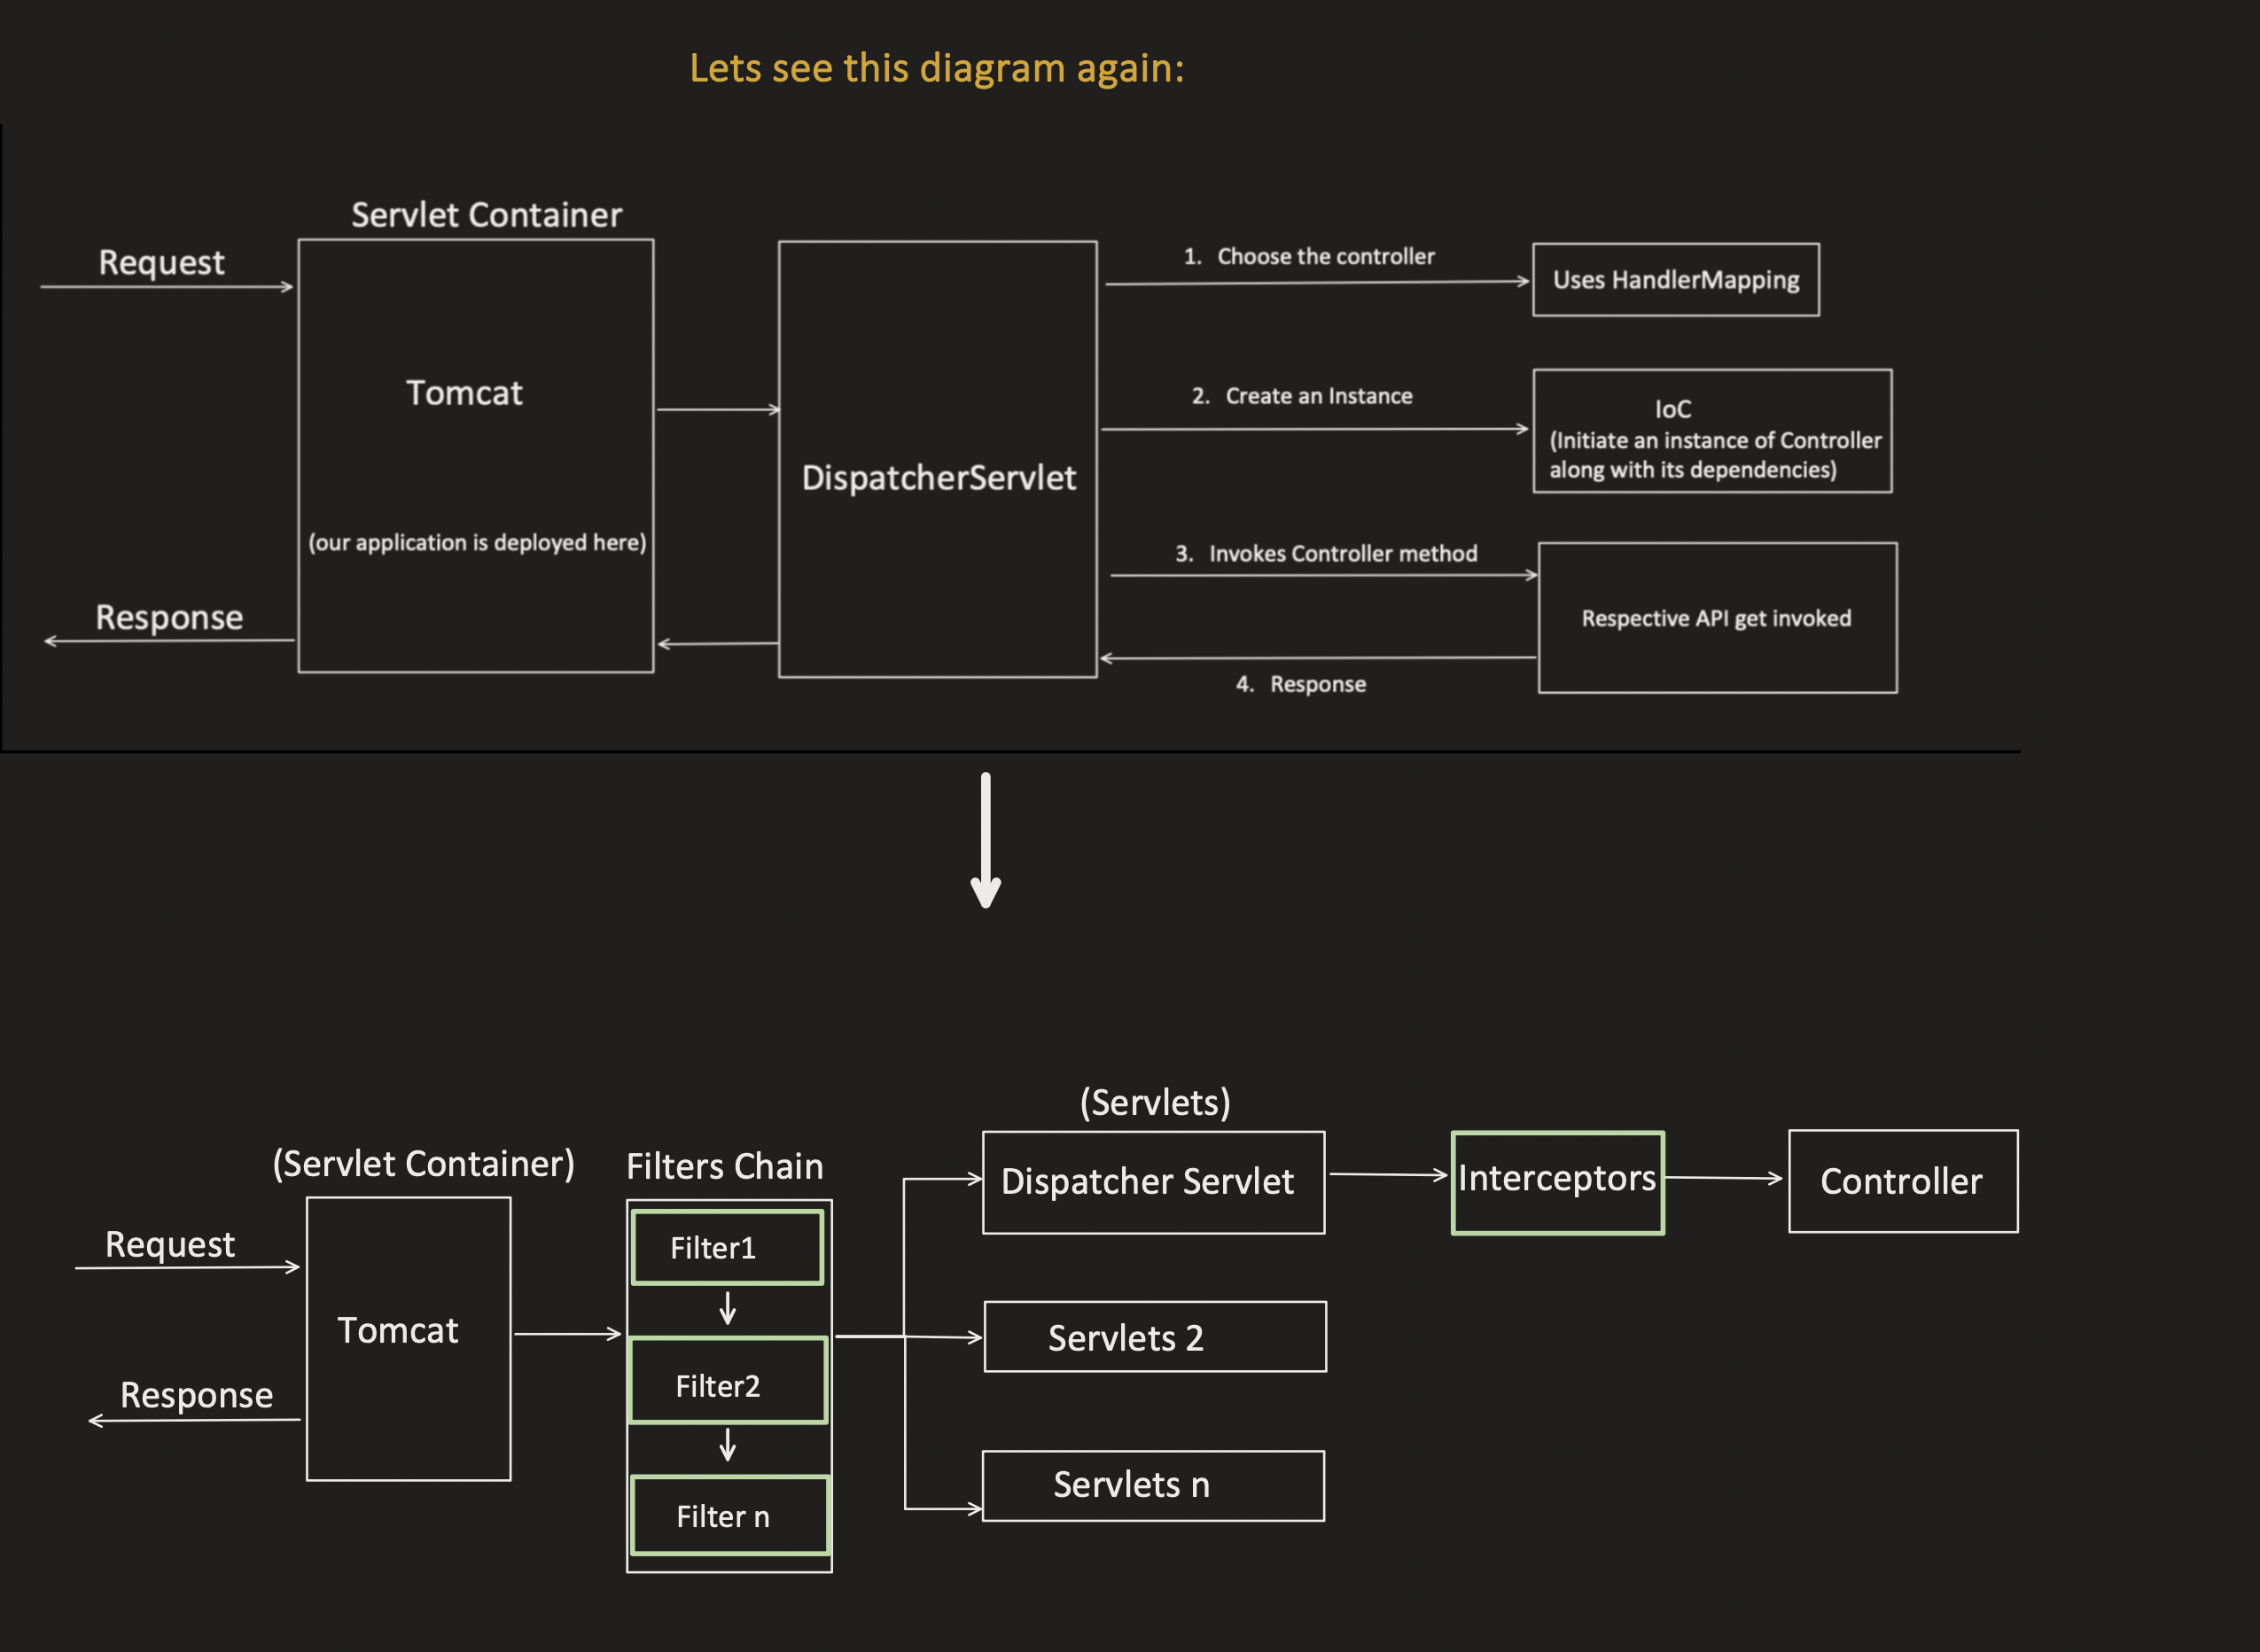 Lets see this diagram again:
Servlet Container
Request
Tomcat
(our application is deployed here)
Response
DispatcherServlet
1. Choose the controller
Uses HandlerMapping
2. Create an Instance
IoC
(Initiate an instance of Controller
along with its dependencies)
3. Invokes Controller method
Respective API get invoked
4. Response
(Servlet Container)
Request
Tomcat
Response
Filters Chain
Filter1
Filter2
Filter n
(Servlets)
Dispatcher Servlet
Servlets 2
Servlets n
Interceptors
Controller